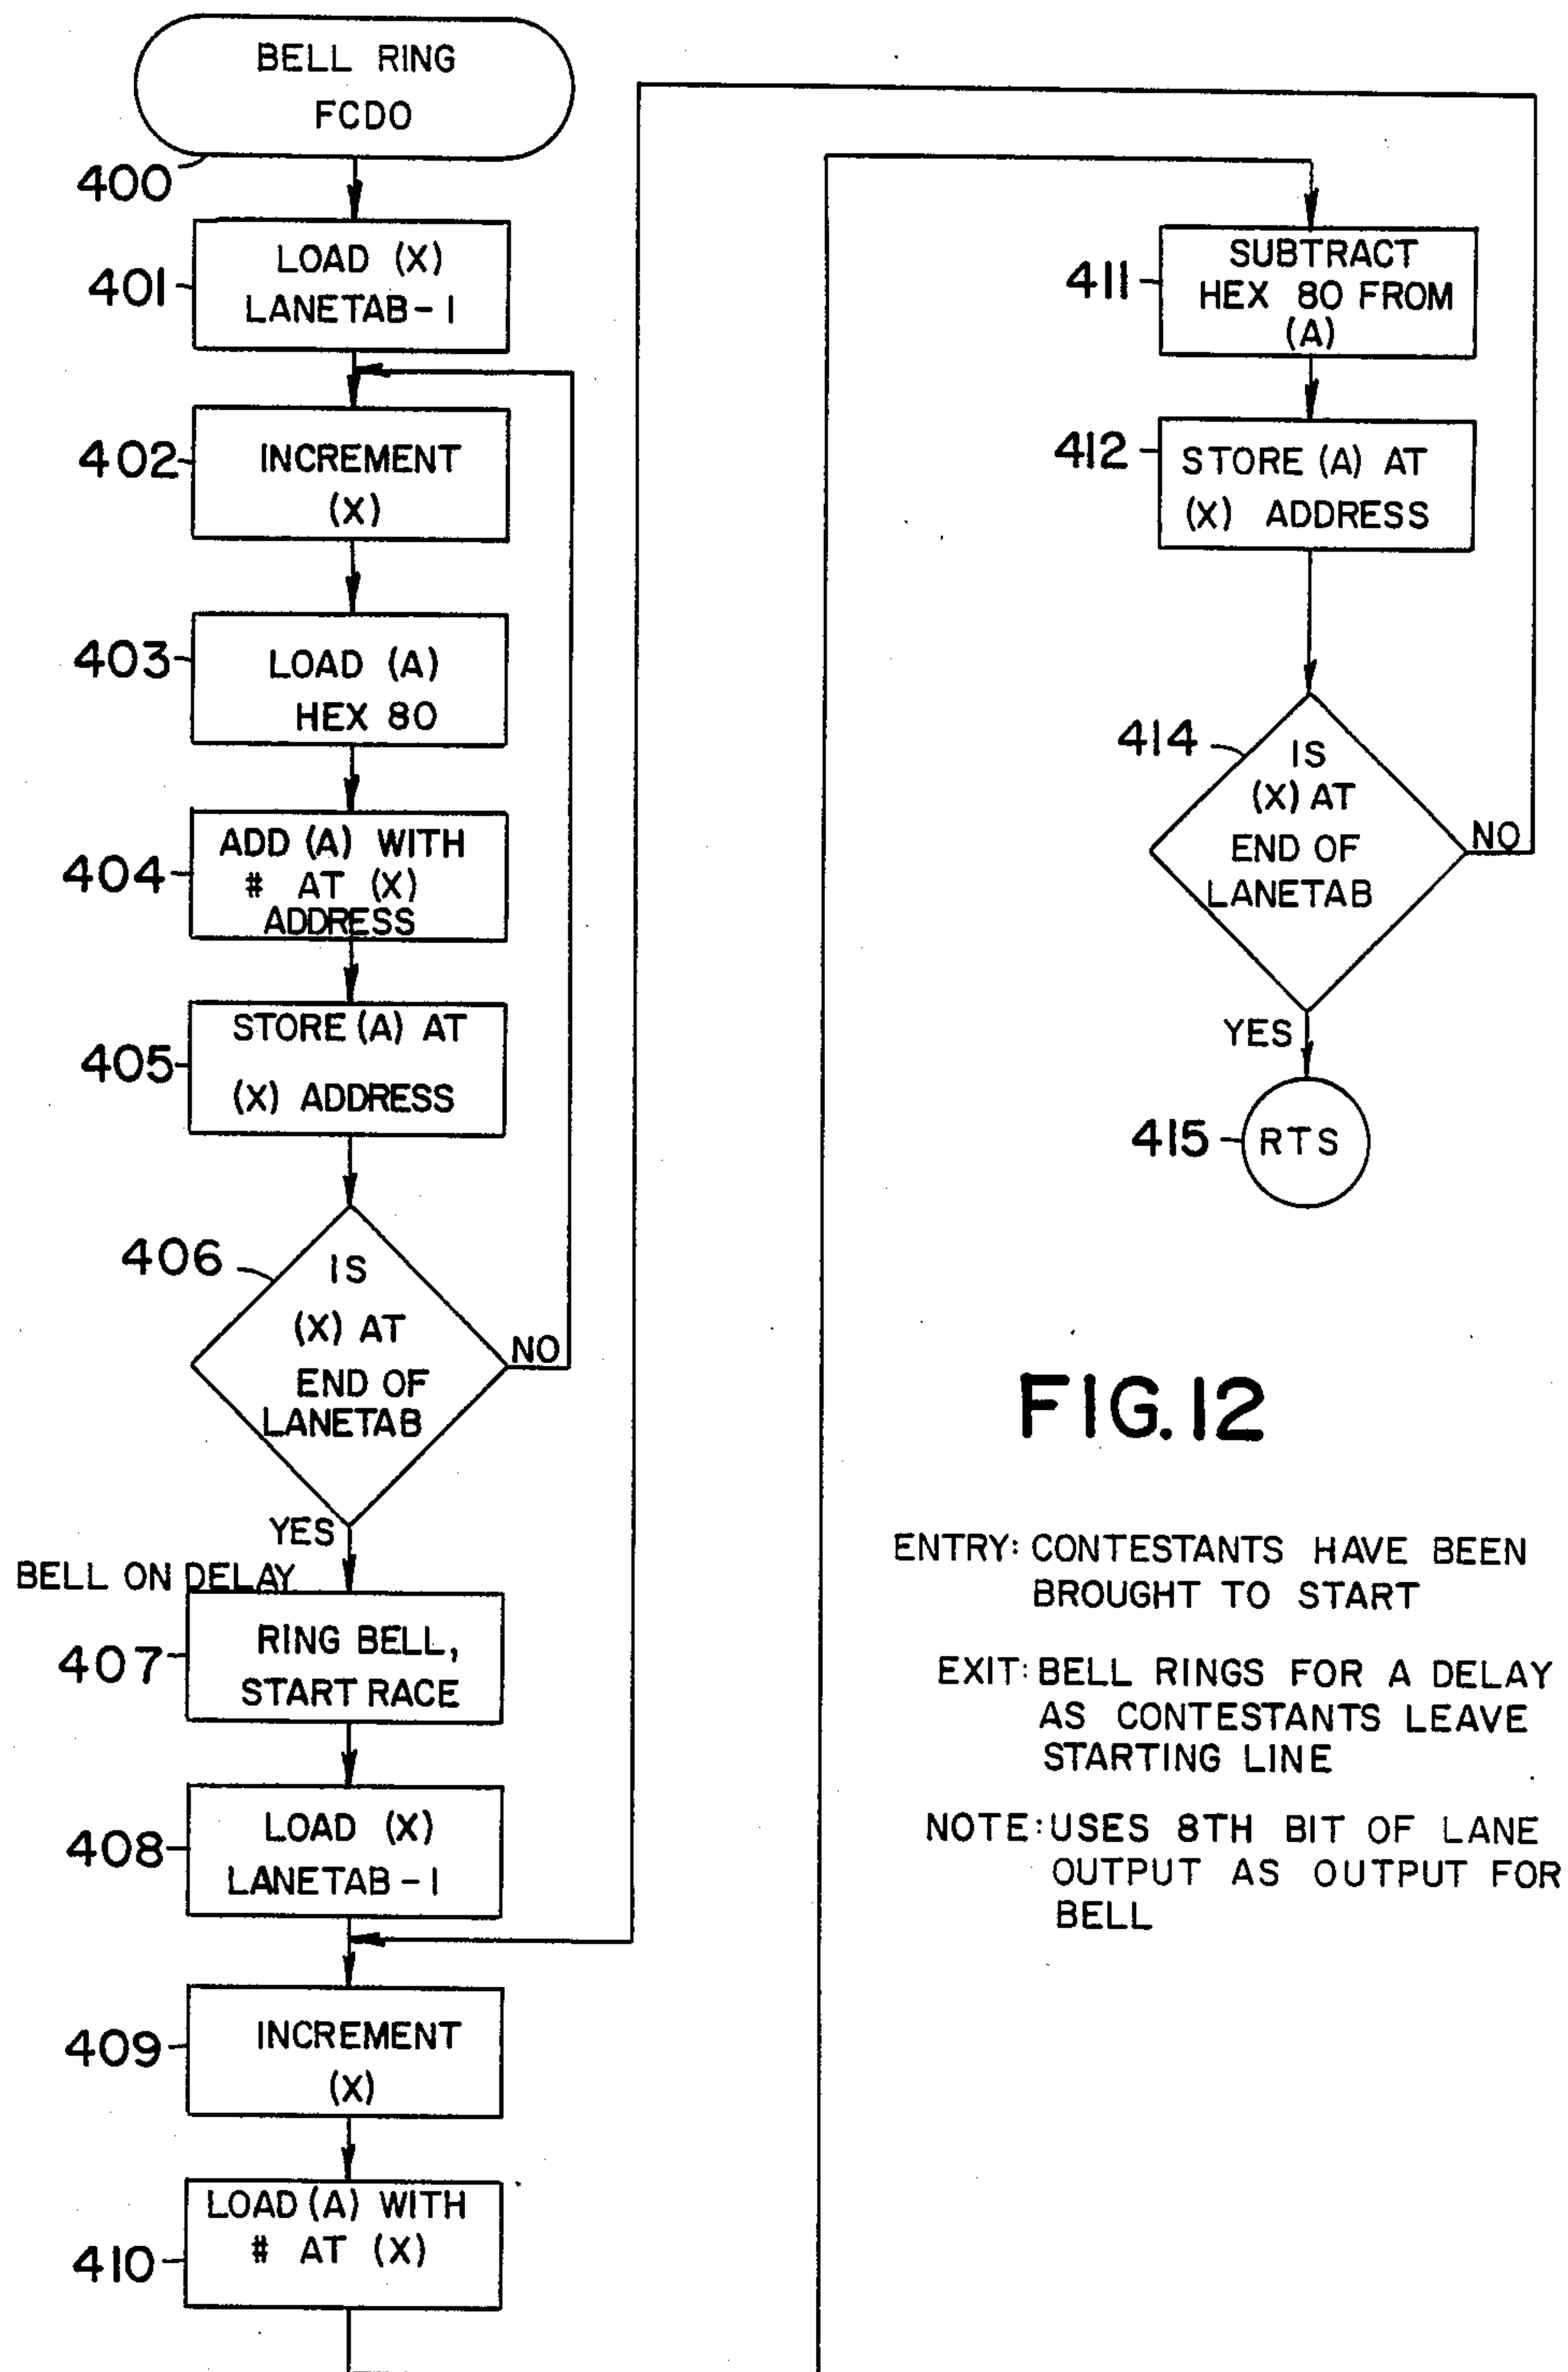 BELL RING
FCDO
400
LOAD (X)
LANETAB-1
401
INCREMENT
(X)
402
LOAD (A)
HEX 80
403
ADD (A) WITH
# AT (X)
ADDRESS
404
STORE (A) AT
(X) ADDRESS
405
406
IS
(X) AT
END OF
LANETAB
NO
YES
BELL ON DELAY
RING BELL,
START RACE
407
LOAD (X)
LANETAB-1
408
INCREMENT
(X)
409
LOAD (A) WITH
# AT (X)
410
SUBTRACT
HEX 80 FROM
(A)
411
STORE (A) AT
(X) ADDRESS
412
414
IS
(X) AT
END OF
LANETAB
NO
YES
415
RTS
FIG.12
ENTRY: CONTESTANTS HAVE BEEN
BROUGHT TO START
EXIT: BELL RINGS FOR A DELAY
AS CONTESTANTS LEAVE
STARTING LINE
NOTE: USES 8TH BIT OF LANE
OUTPUT AS OUTPUT FOR
BELL